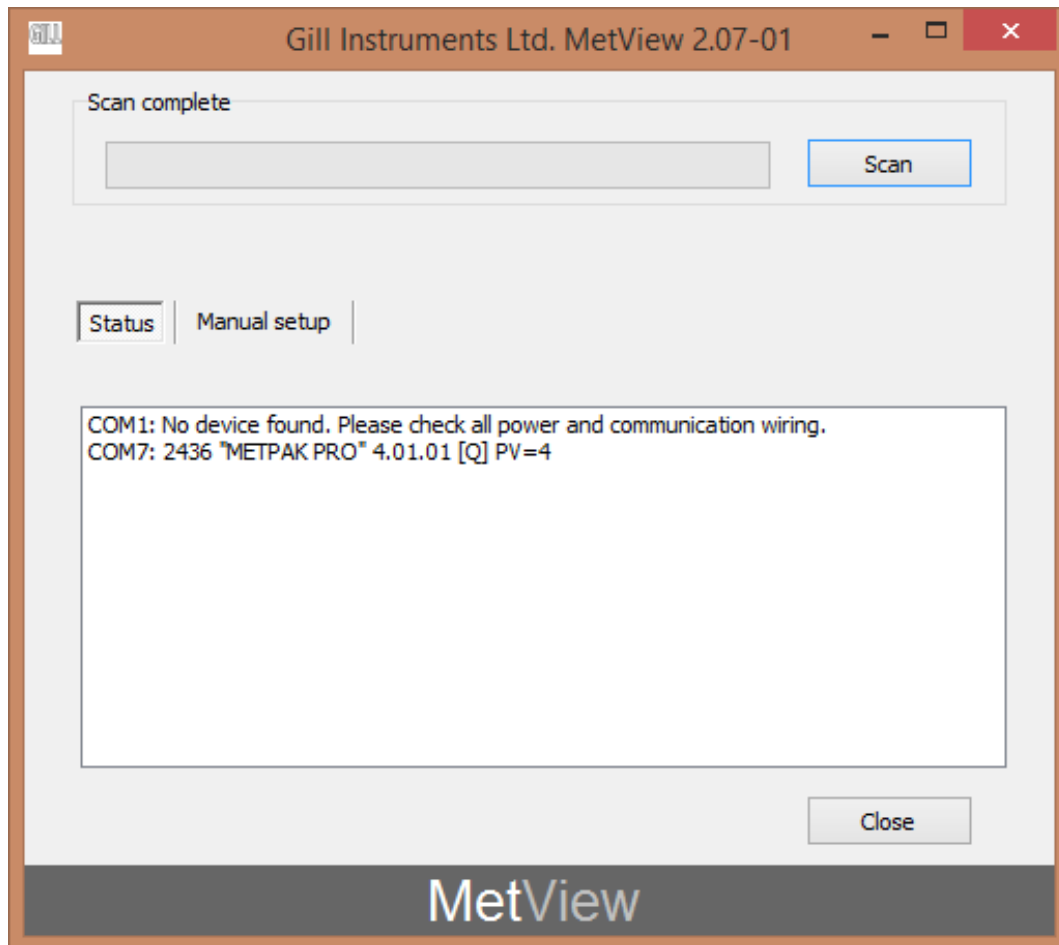 GILL
Gill Instruments Ltd. MetView 2.07-01
Scan complete
Scan
Status
Manual setup
COM1: No device found. Please check all power and communication wiring.
COM7: 2436 "METPAK PRO" 4.01.01 [Q] PV=4
Close
MetView